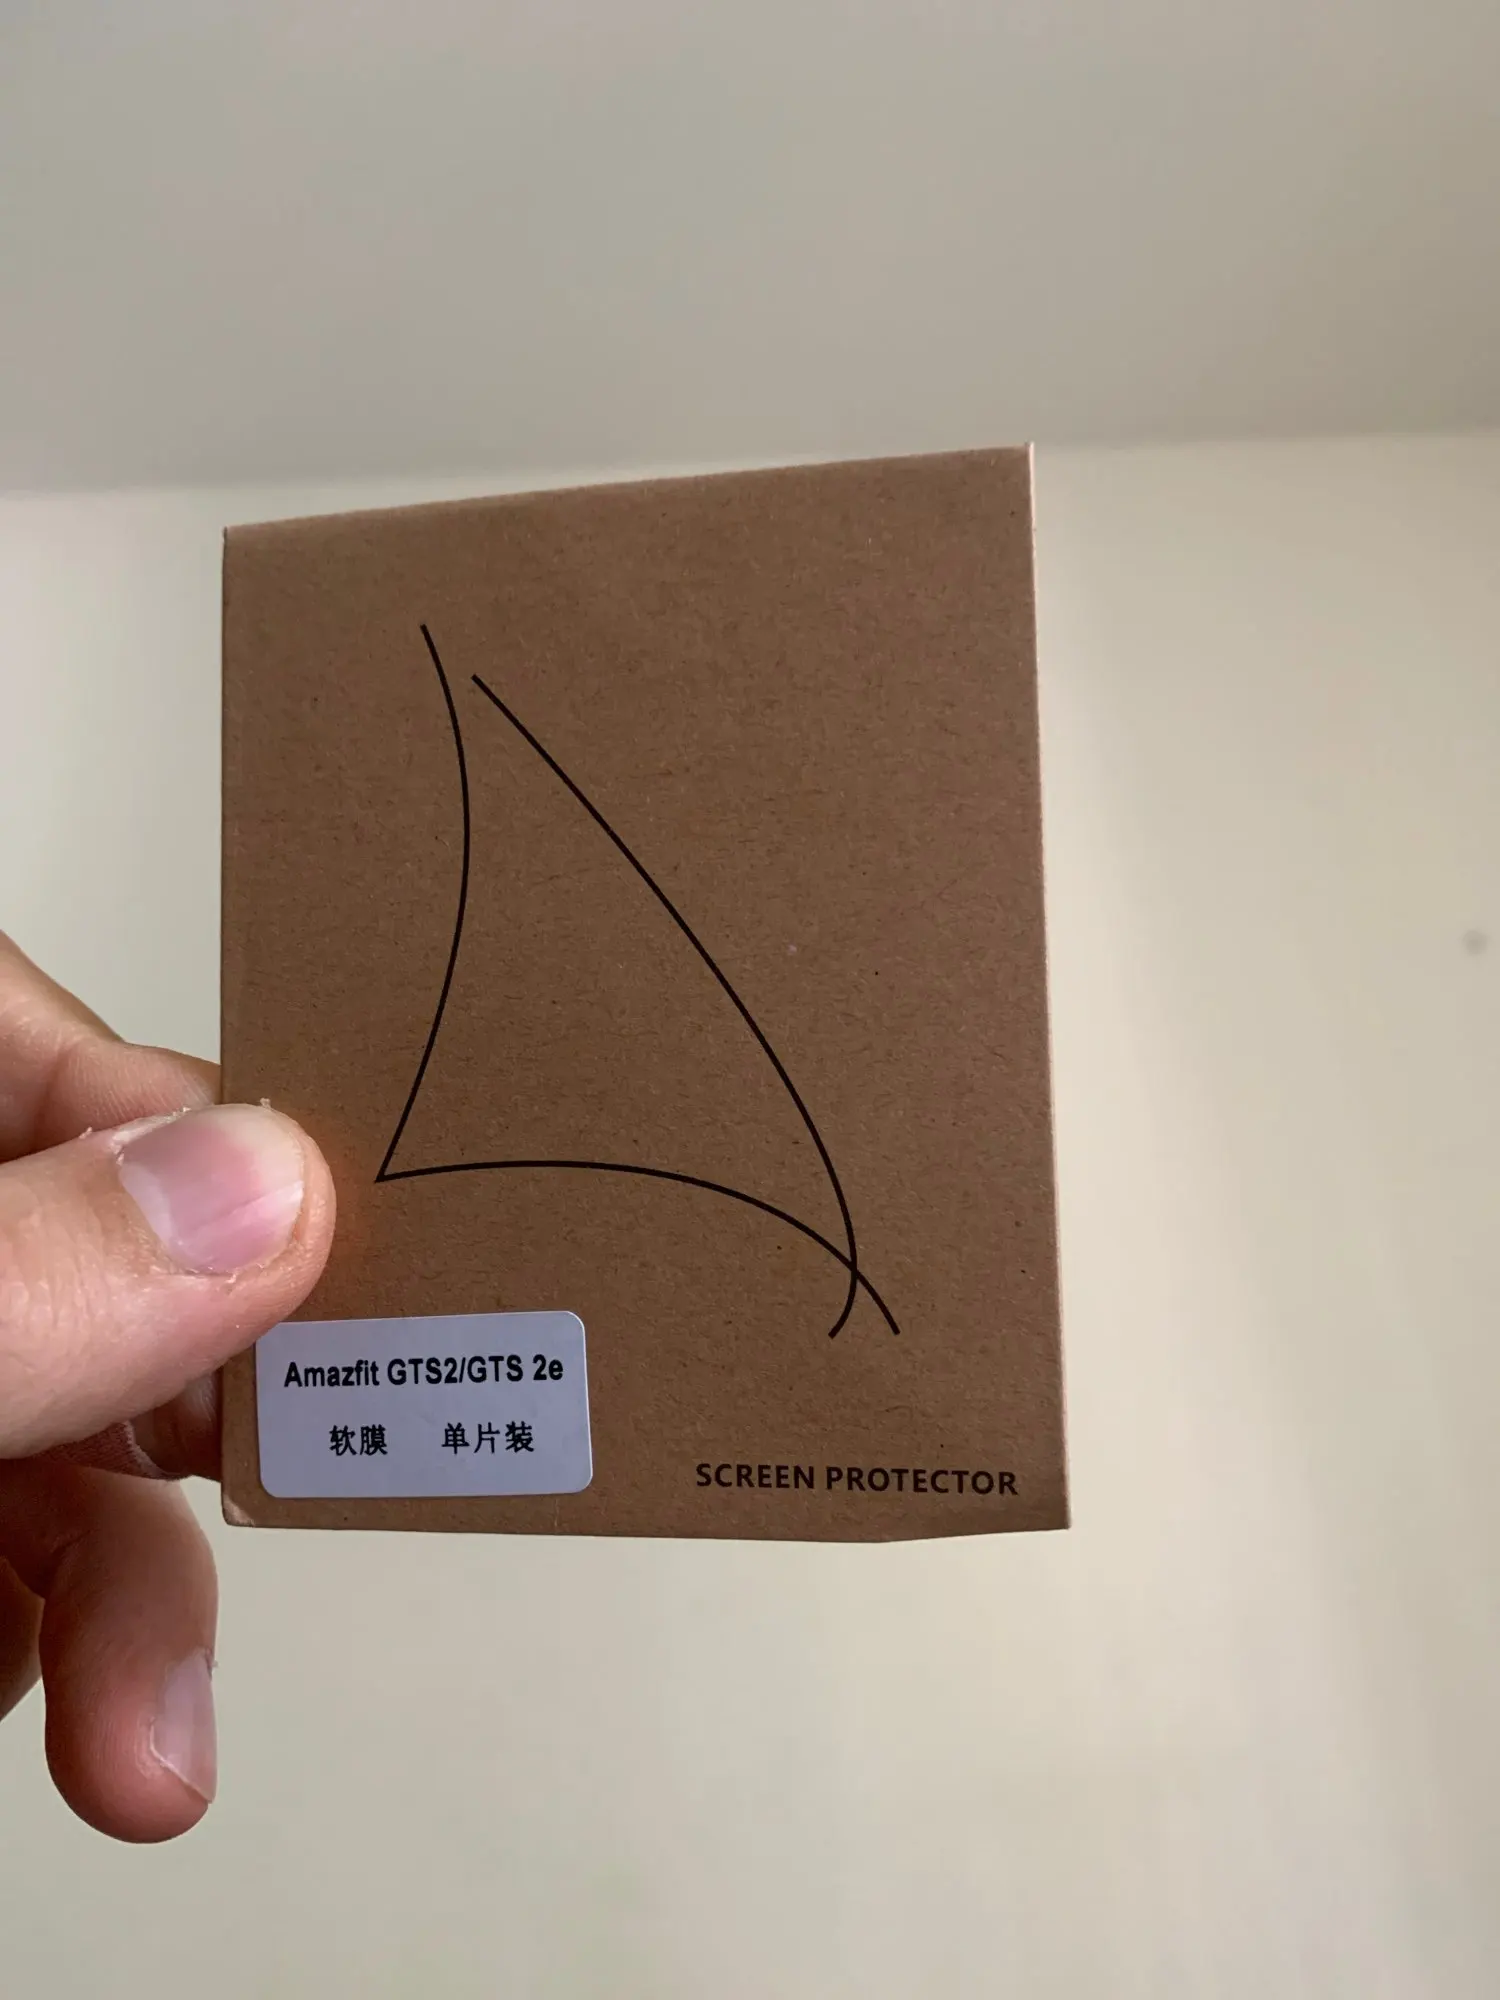 Amazfit GTS2/GTS 2e
软膜 单片装
SCREEN PROTECTOR